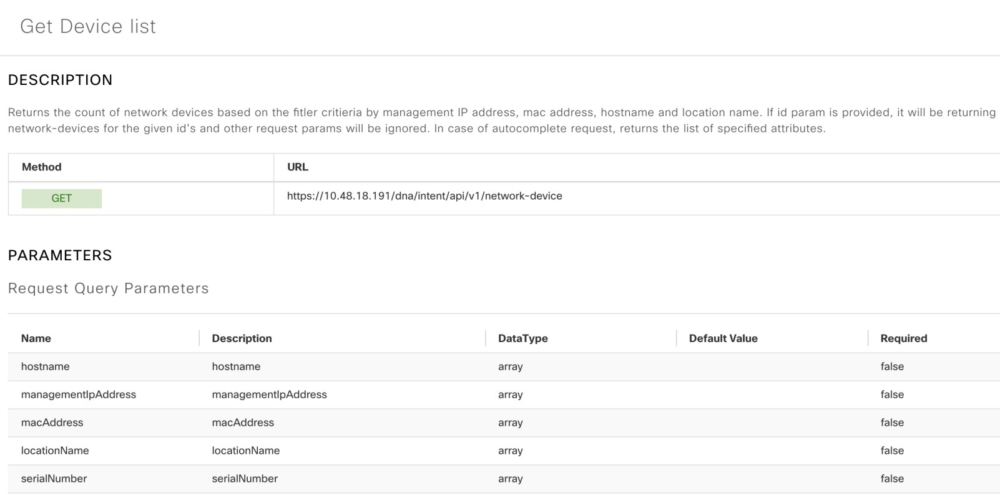 Get Device list
DESCRIPTION
Returns the count of network devices based on the fitler critieria by management IP address, mac address, hostname and location name. If id param is provided, it will be returning
network-devices for the given id's and other request params will be ignored. In case of autocomplete request, returns the list of specified attributes.
Method URL
GET https://10.48.18.191/dna/intent/api/v1/network-device
PARAMETERS
Request Query Parameters
Name Description DataType Default Value Required
hostname hostname array false
managementIpAddress managementIpAddress array false
macAddress macAddress array false
locationName locationName array false
serialNumber serialNumber array false